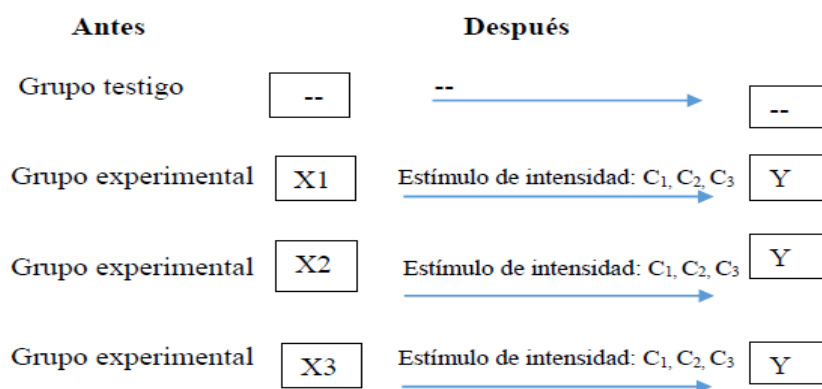 Antes Después
Grupo testigo -- -- --
Grupo experimental X1 Estímulo de intensidad: C₁, C₂, C₃ Y
Grupo experimental X2 Estímulo de intensidad: C₁, C₂, C₃ Y
Grupo experimental X3 Estímulo de intensidad: C₁, C₂, C₃ Y